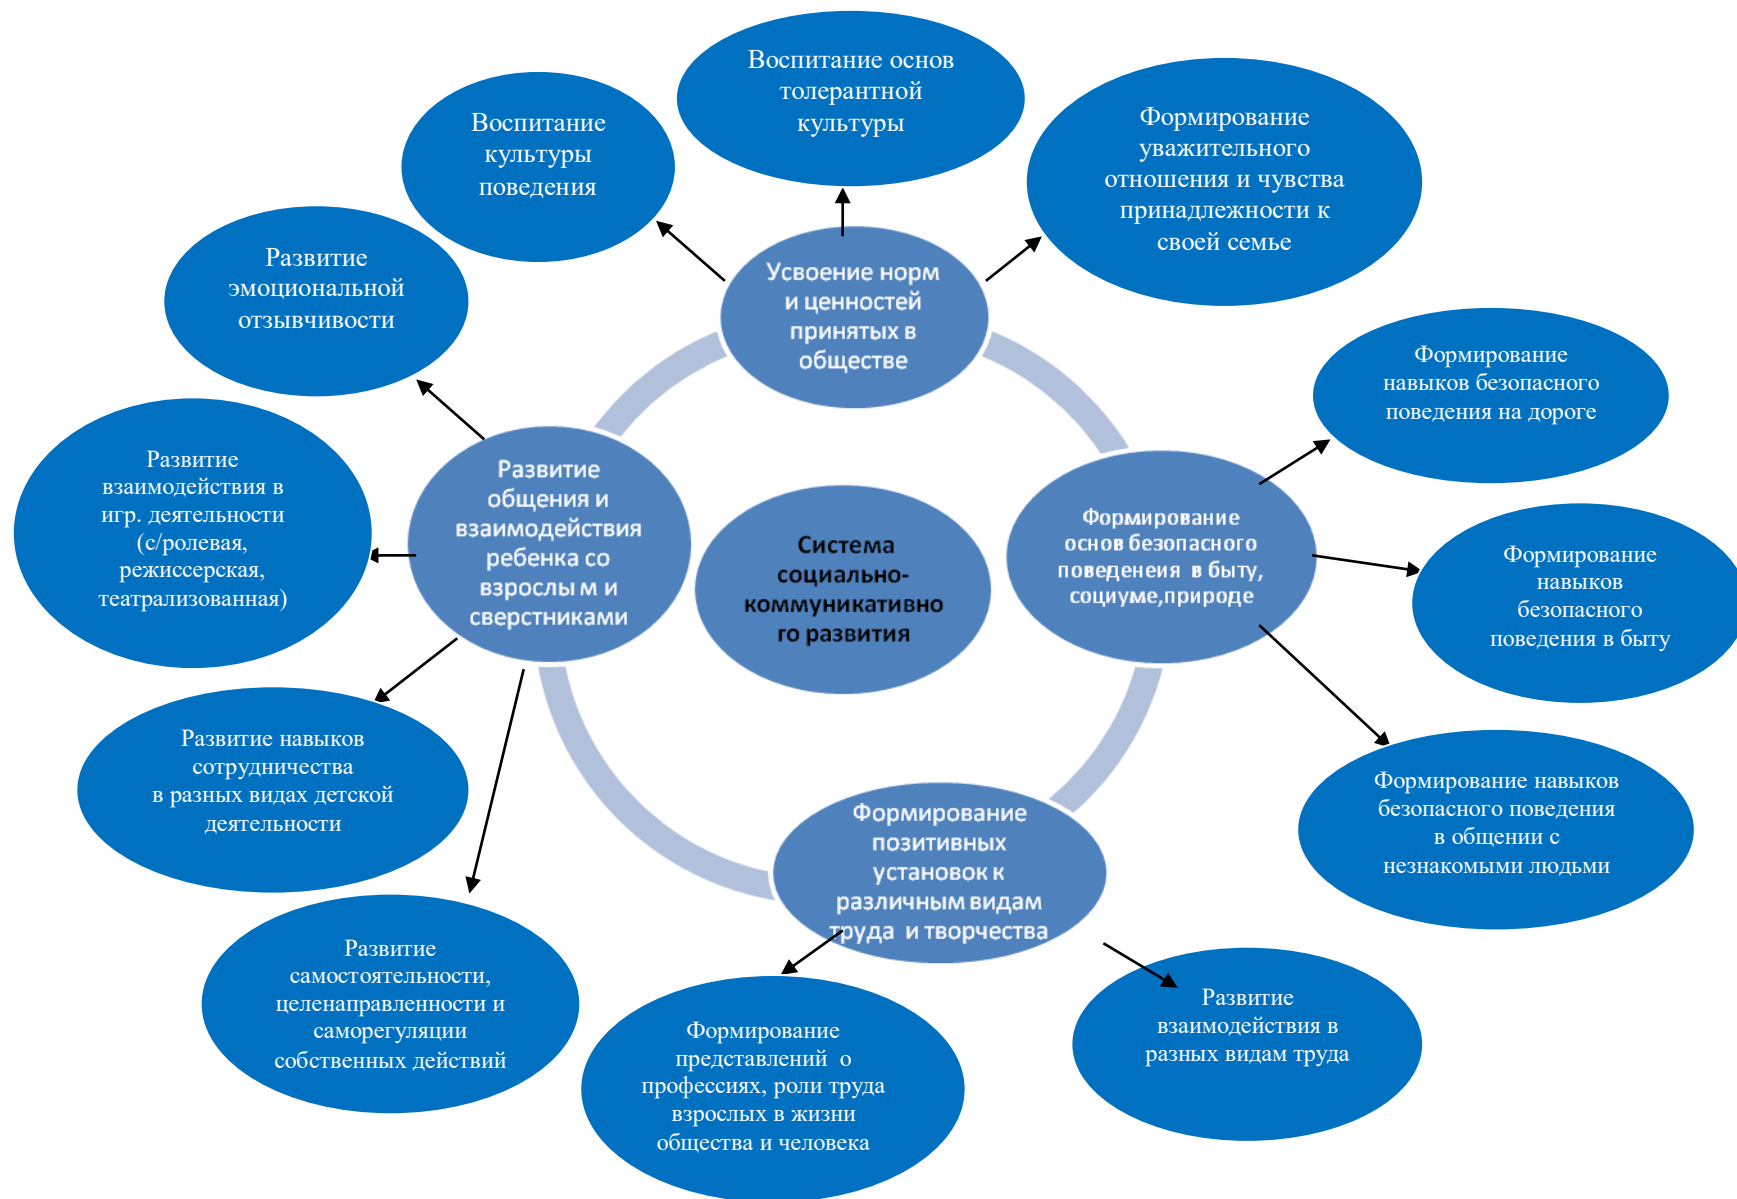 Воспитание основ
толерантной
культуры
Воспитание
культуры
поведения
Формирование
уважительного
отношения и чувства
принадлежности к
своей семье
Развитие
эмоциональной
отзывчивости
Усвоение норм
и ценностей
принятых в
обществе
Формирование
навыков безопасного
поведения на дороге
Развитие
взаимодействия в
игр. деятельности
(с/ролевая,
режиссерская,
театрализованная)
Развитие
общения и
взаимодействия
ребенка со
взрослы м и
сверстниками
Система
социально-
коммуникативно
го развития
Формирование
основ безопасного
поведенеия в быту,
социуме,природе
Формирование
навыков
безопасного
поведения в быту
Развитие навыков
сотрудничества
в разных видах детской
деятельности
Формирование навыков
безопасного поведения
в общении с
незнакомыми людьми
Формирование
позитивных
установок к
различным видам
труда и творчества
Развитие
самостоятельности,
целенаправленности и
саморегуляции
собственных действий
Формирование
представлений о
профессиях, роли труда
взрослых в жизни
общества и человека
Развитие
взаимодействия в
разных видам труда